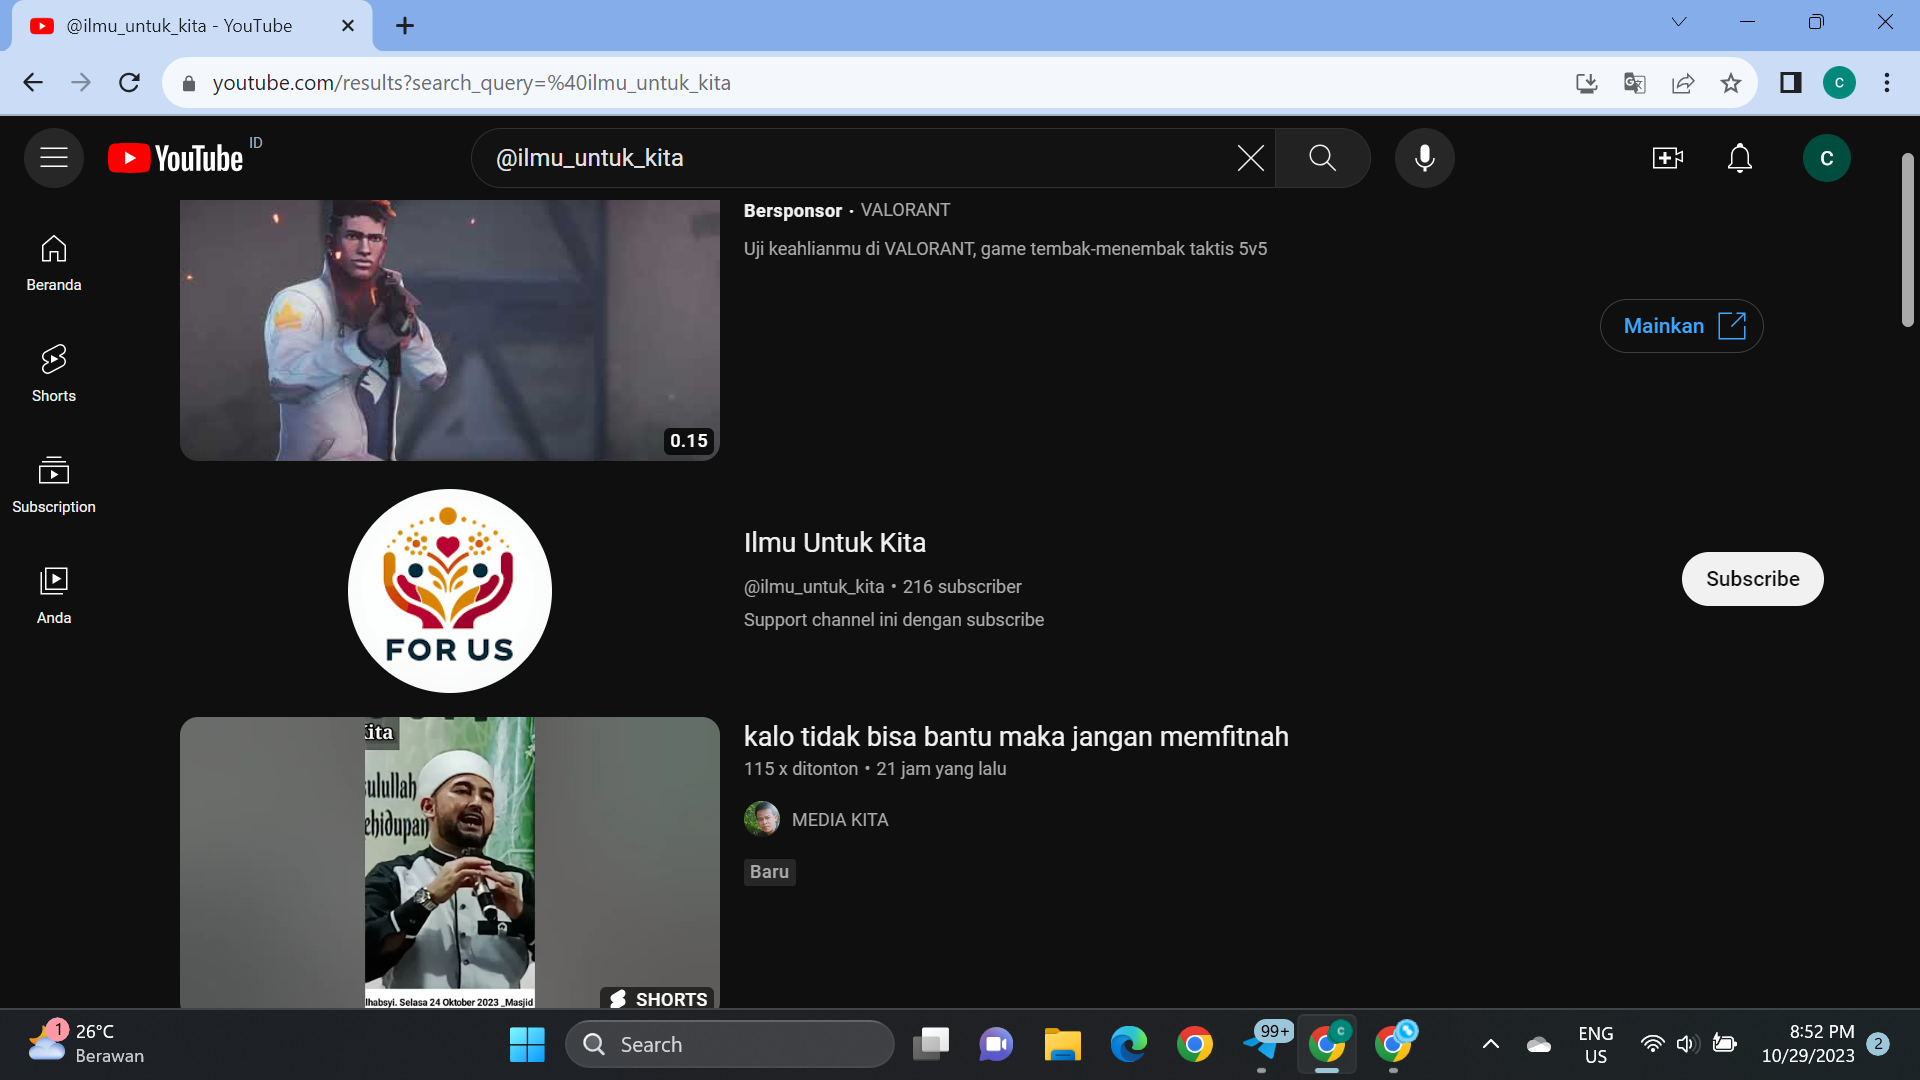 @ilmu_untuk_kita - YouTube
youtube.com/results?search_query=%40ilmu_untuk_kita
C
YouTube ID
@ilmu_untuk_kita
C
Beranda
Shorts
Subscription
Anda
0.15
Bersponsor · VALORANT
Uji keahlianmu di VALORANT, game tembak-menembak taktis 5v5
Mainkan
FOR US
Ilmu Untuk Kita
@ilmu_untuk_kita • 216 subscriber
Support channel ini dengan subscribe
Subscribe
ita
sulullah
ehidupan
lhabsyi. Selasa 24 Oktober 2023 _Masjid
SHORTS
kalo tidak bisa bantu maka jangan memfitnah
115 x ditonton • 21 jam yang lalu
MEDIA KITA
Baru
1
26°C
Berawan
Search
99+
C
ENG
US
8:52 PM
10/29/2023
2